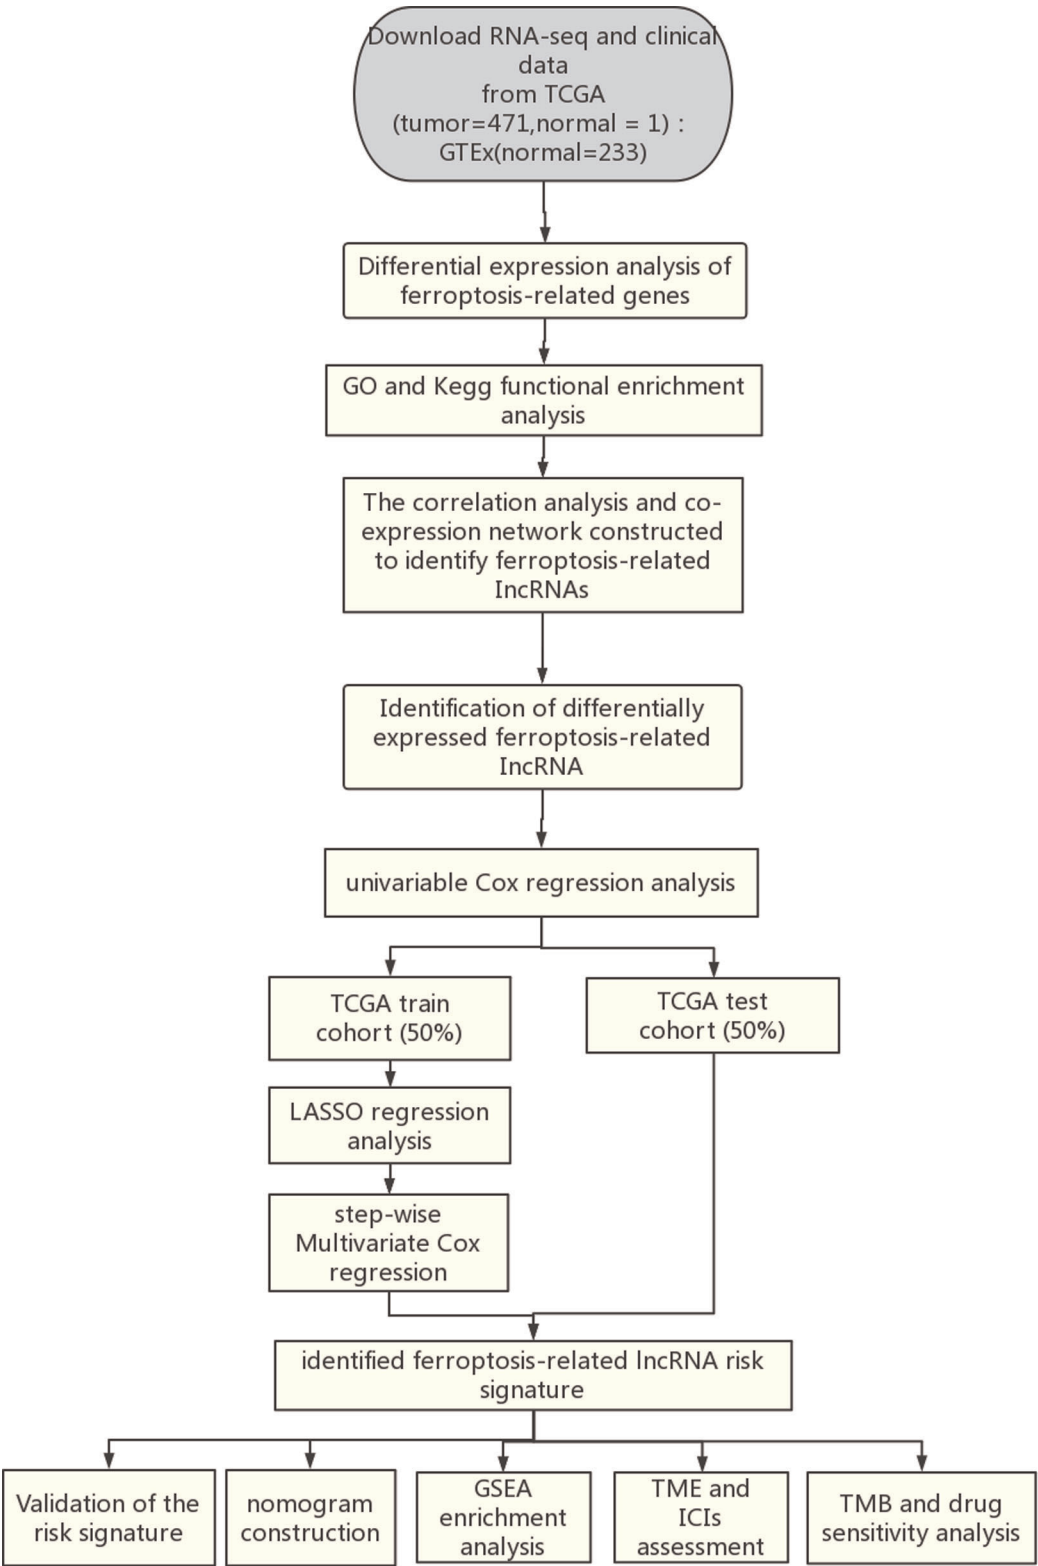 Download RNA-seq and clinical
data
from TCGA
(tumor=471,normal = 1) :
GTEx(normal=233)
Differential expression analysis of
ferroptosis-related genes
GO and Kegg functional enrichment
analysis
The correlation analysis and co-
expression network constructed
to identify ferroptosis-related
lncRNAs
Identification of differentially
expressed ferroptosis-related
lncRNA
univariable Cox regression analysis
TCGA train
cohort (50%)
TCGA test
cohort (50%)
LASSO regression
analysis
step-wise
Multivariate Cox
regression
identified ferroptosis-related lncRNA risk
signature
Validation of the
risk signature
nomogram
construction
GSEA
enrichment
analysis
TME and
ICIs
assessment
TMB and drug
sensitivity analysis